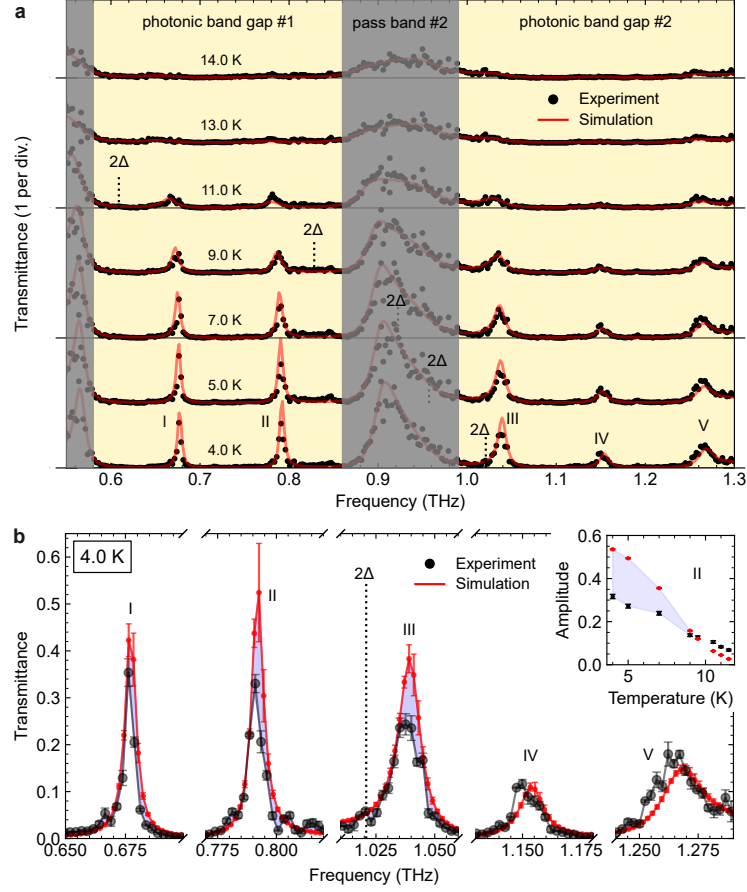 a
photonic band gap #1 pass band #2 photonic band gap #2
14.0 K
Experiment
Simulation
13.0 K
2Δ
11.0 K
2Δ
9.0 K
7.0 K
2Δ
5.0 K
2Δ
I II 4.0 K 2Δ III IV V
Transmittance (1 per div.)
0.6 0.7 0.8 0.9 1.0 1.1 1.2 1.3
Frequency (THz)
b
4.0 K
Experiment
Simulation
I II 2Δ III IV V
Transmittance
0.6
0.5
0.4
0.3
0.2
0.1
0.0
0.650 0.675 0.775 0.800 1.025 1.050 1.150 1.175 1.250 1.275
Frequency (THz)
II
Amplitude
0.6
0.4
0.2
0.0
5 10
Temperature (K)